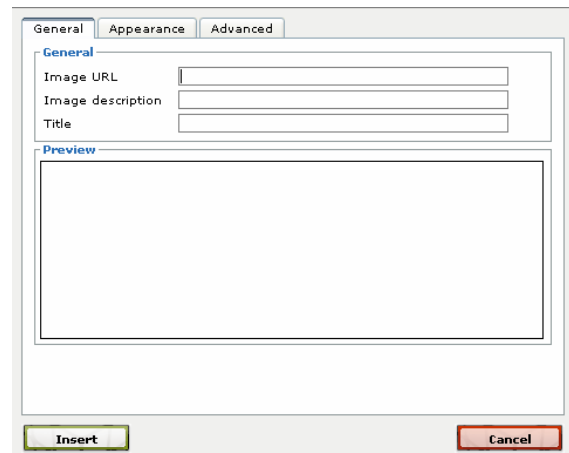 General Appearance Advanced
General
Image URL
Image description
Title
Preview
Insert Cancel